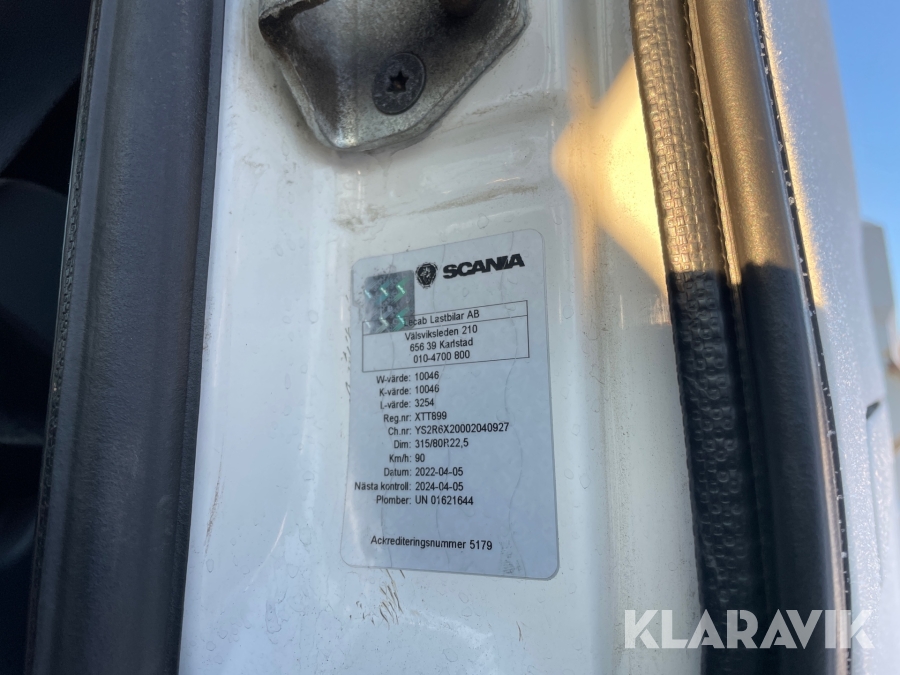 SCANIA
Lecab Lastbilar AB
Välsviksleden 210
656 39 Karlstad
010-4700 800
W-värde: 10046
K-värde: 10046
L-värde: 3254
Reg.nr: XTT899
Ch.nr: YS2R6X20002040927
Dim: 315/80R22,5
Km/h: 90
Datum: 2022-04-05
Nästa kontroll: 2024-04-05
Plomber: UN 01621644
Ackrediteringsnummer 5179
KLARAVIK